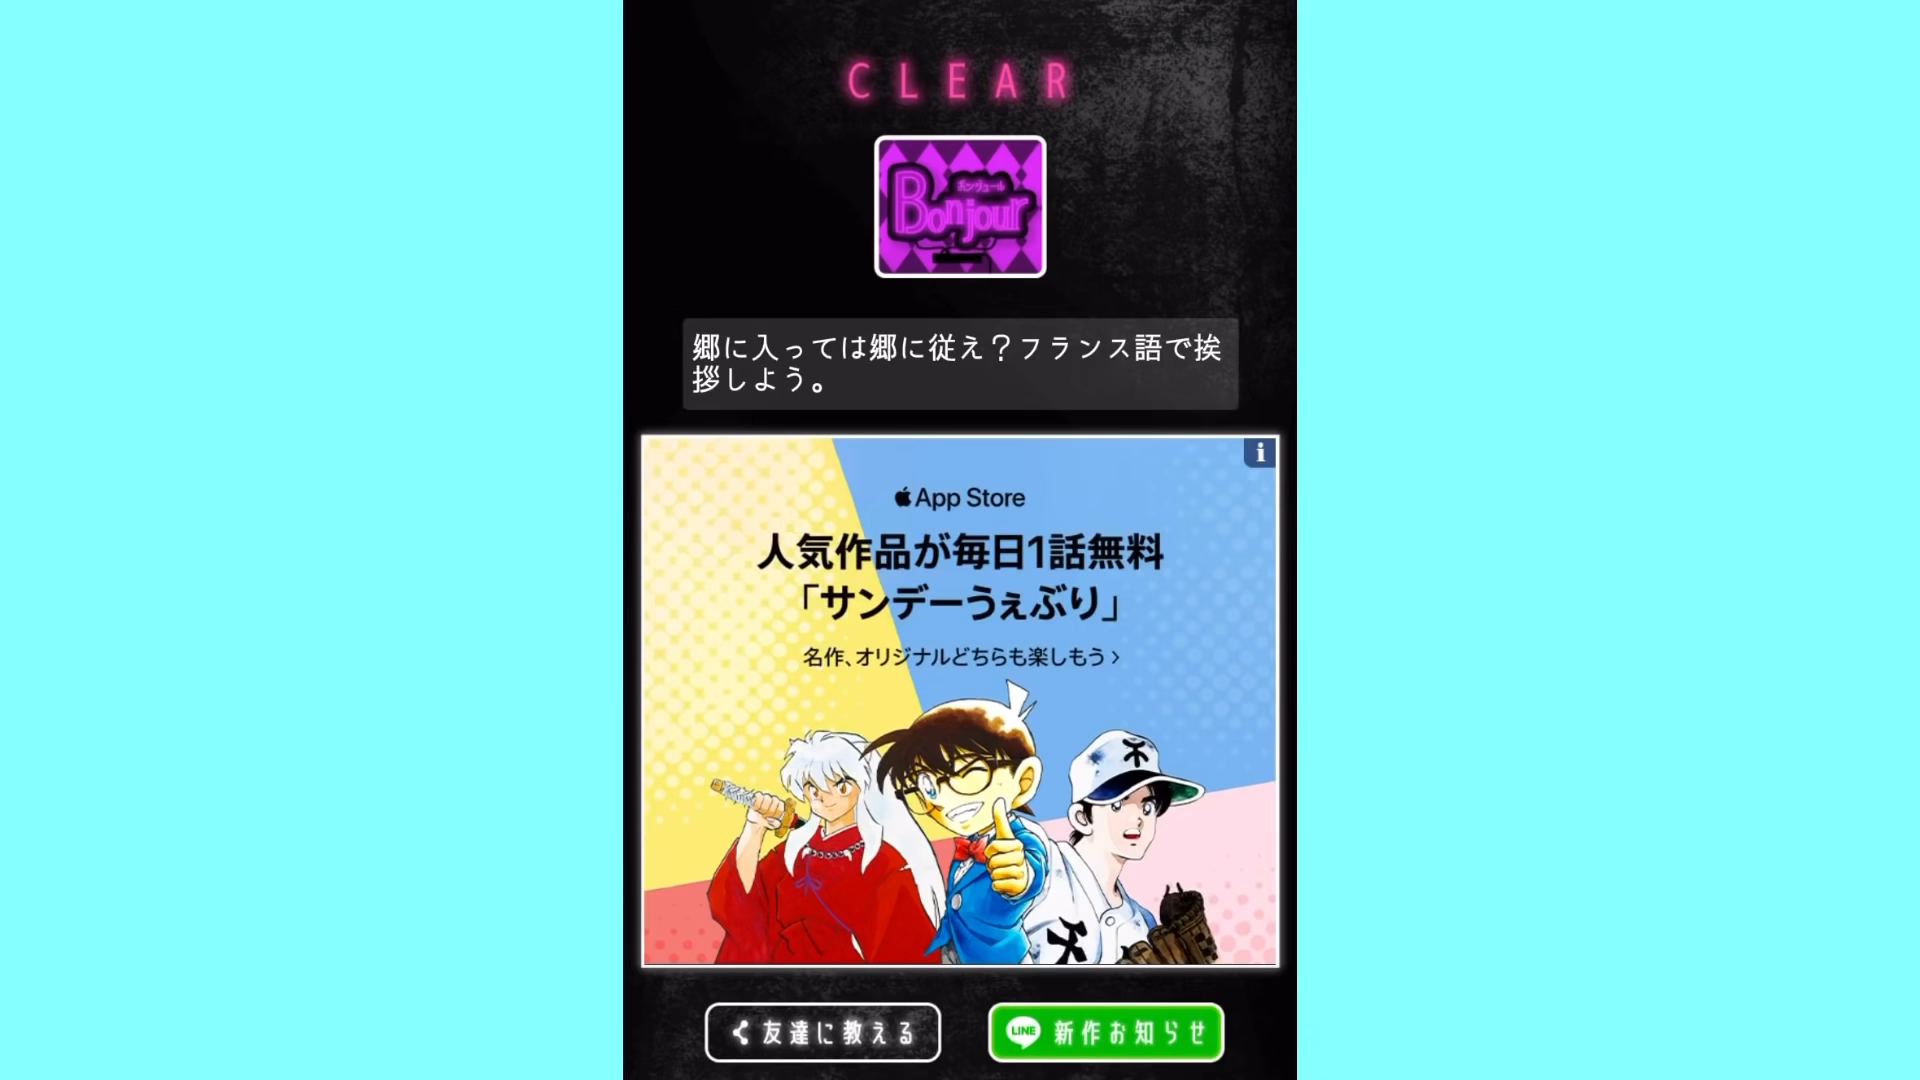 CLEAR
ボンヴュール
Bonjour
郷に入っては郷に従え？フランス語で挨
拶しよう。
i
App Store
人気作品が毎日1話無料
「サンデーうぇぶり」
名作、オリジナルどちらも楽しもう ›
友達に教える
LINE 新作お知らせ